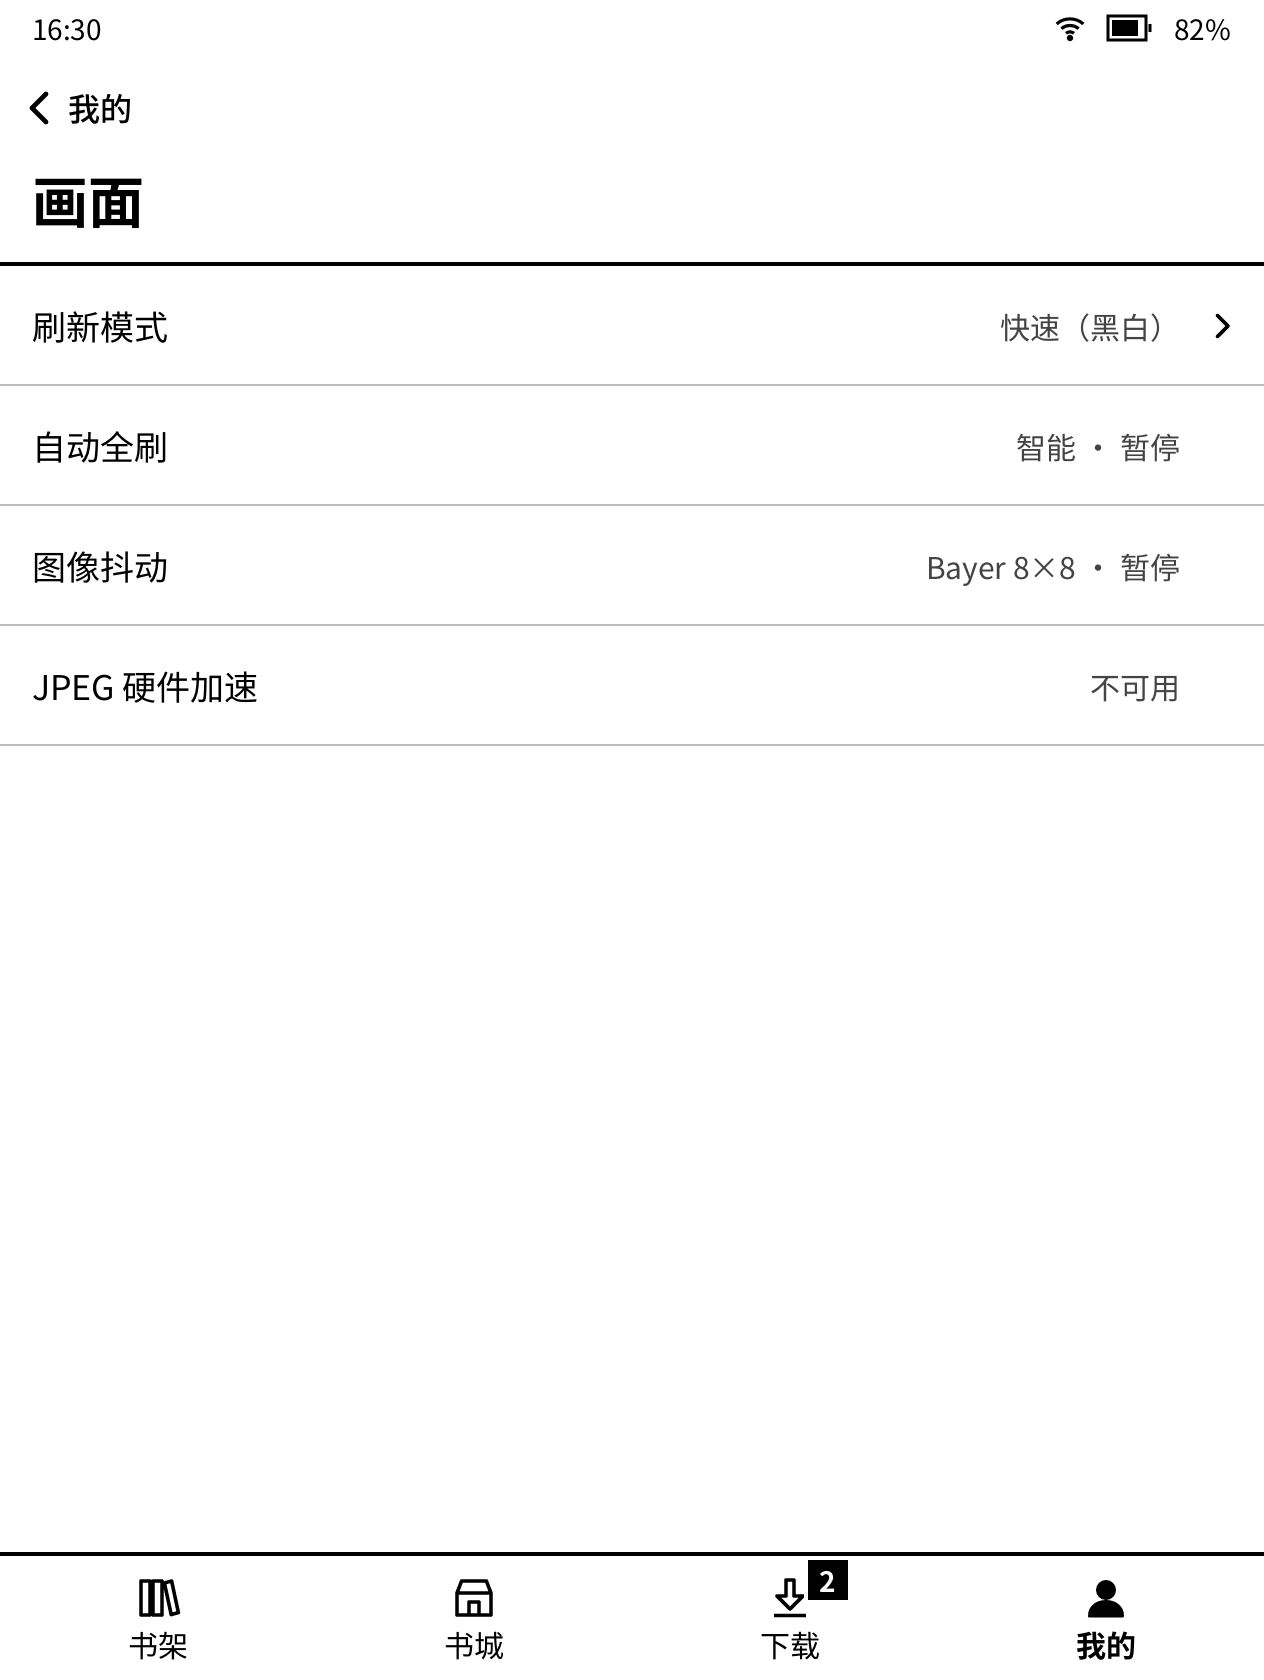 16:30 82%
我的
画面
刷新模式 快速（黑白）
自动全刷 智能 · 暂停
图像抖动 Bayer 8×8 · 暂停
JPEG 硬件加速 不可用
2
书架 书城 下载 我的